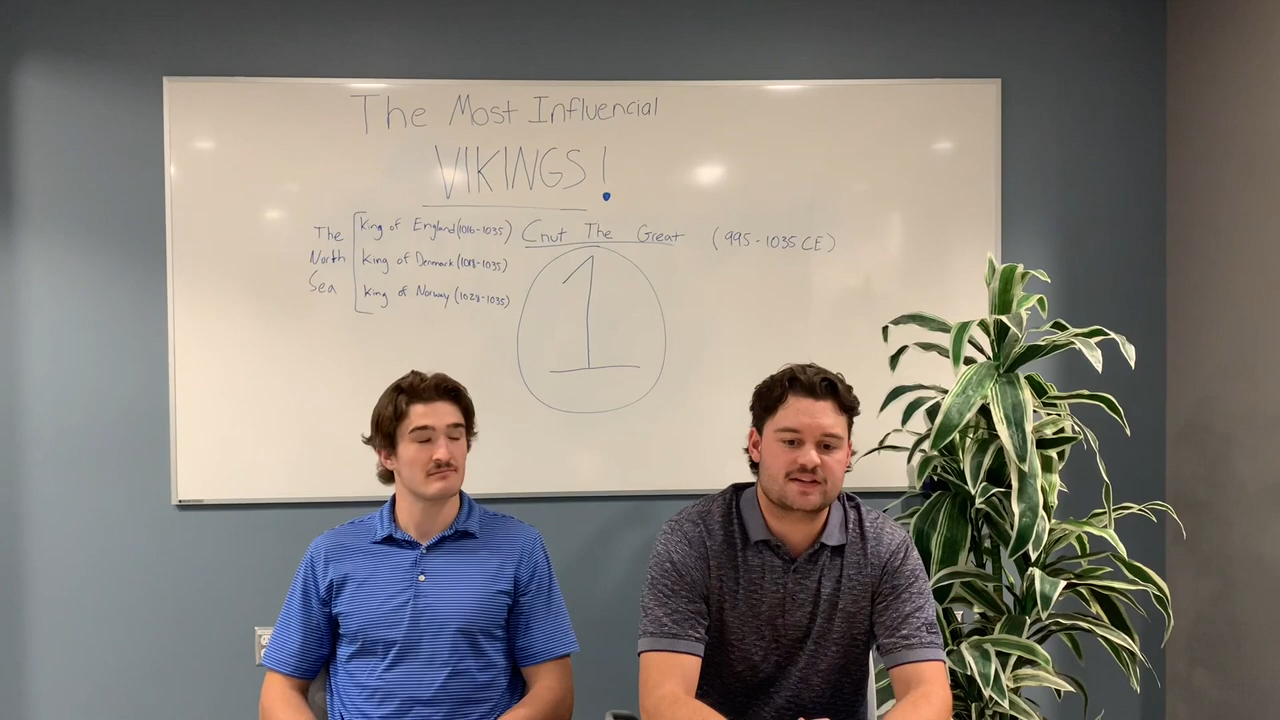 The Most Influencial
VIKINGS!
Cnut The Great (995-1035 CE)
1
The
North
Sea
King of England (1016-1035)
King of Denmark (1018-1035)
King of Norway (1028-1035)